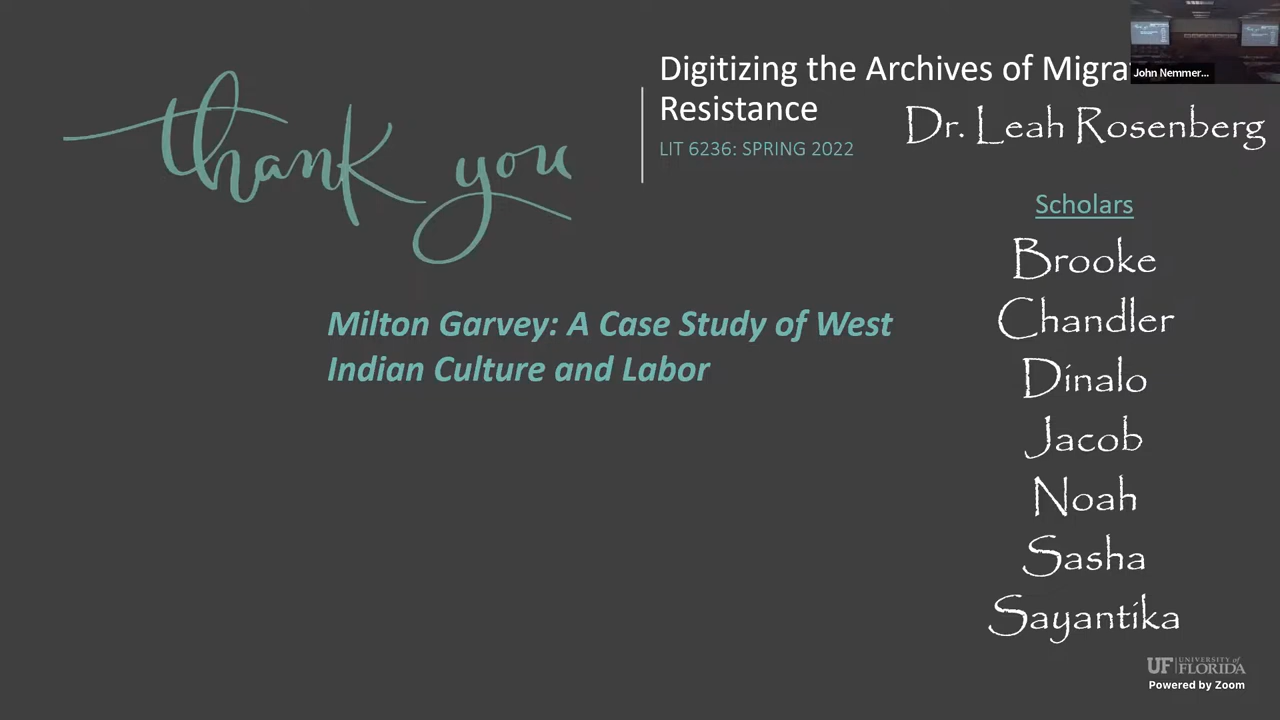 thank you
Digitizing the Archives of
Resistance
LIT 6236: SPRING 2022
John Nemmer...
Dr. Leah Rosenberg
Scholars
Brooke
Chandler
Dinalo
Jacob
Noah
Sasha
Sayantika
Milton Garvey: A Case Study of West
Indian Culture and Labor
UF UNIVERSITY of
FLORIDA
Powered by Zoom